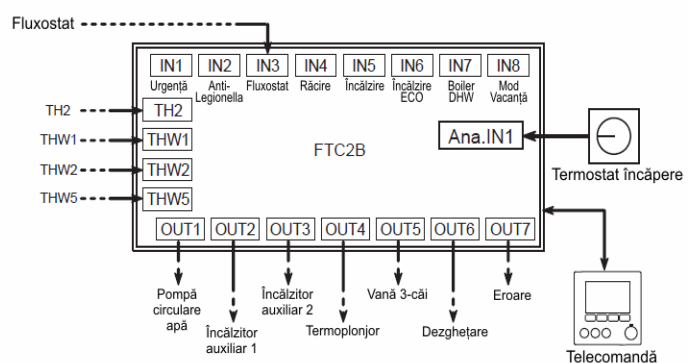 Fluxostat
IN1 IN2 IN3 IN4 IN5 IN6 IN7 IN8
Urgență Anti-Legionella Fluxostat Răcire Încălzire Încălzire ECO Boiler DHW Mod Vacanță
TH2 TH2
THW1 THW1
THW2 THW2
THW5 THW5
FTC2B
Ana.IN1
Termostat încăpere
OUT1 OUT2 OUT3 OUT4 OUT5 OUT6 OUT7
Pompă circulare apă
Încălzitor auxiliar 1
Încălzitor auxiliar 2
Termoplonjor
Vană 3-căi
Dezghețare
Eroare
Telecomandă